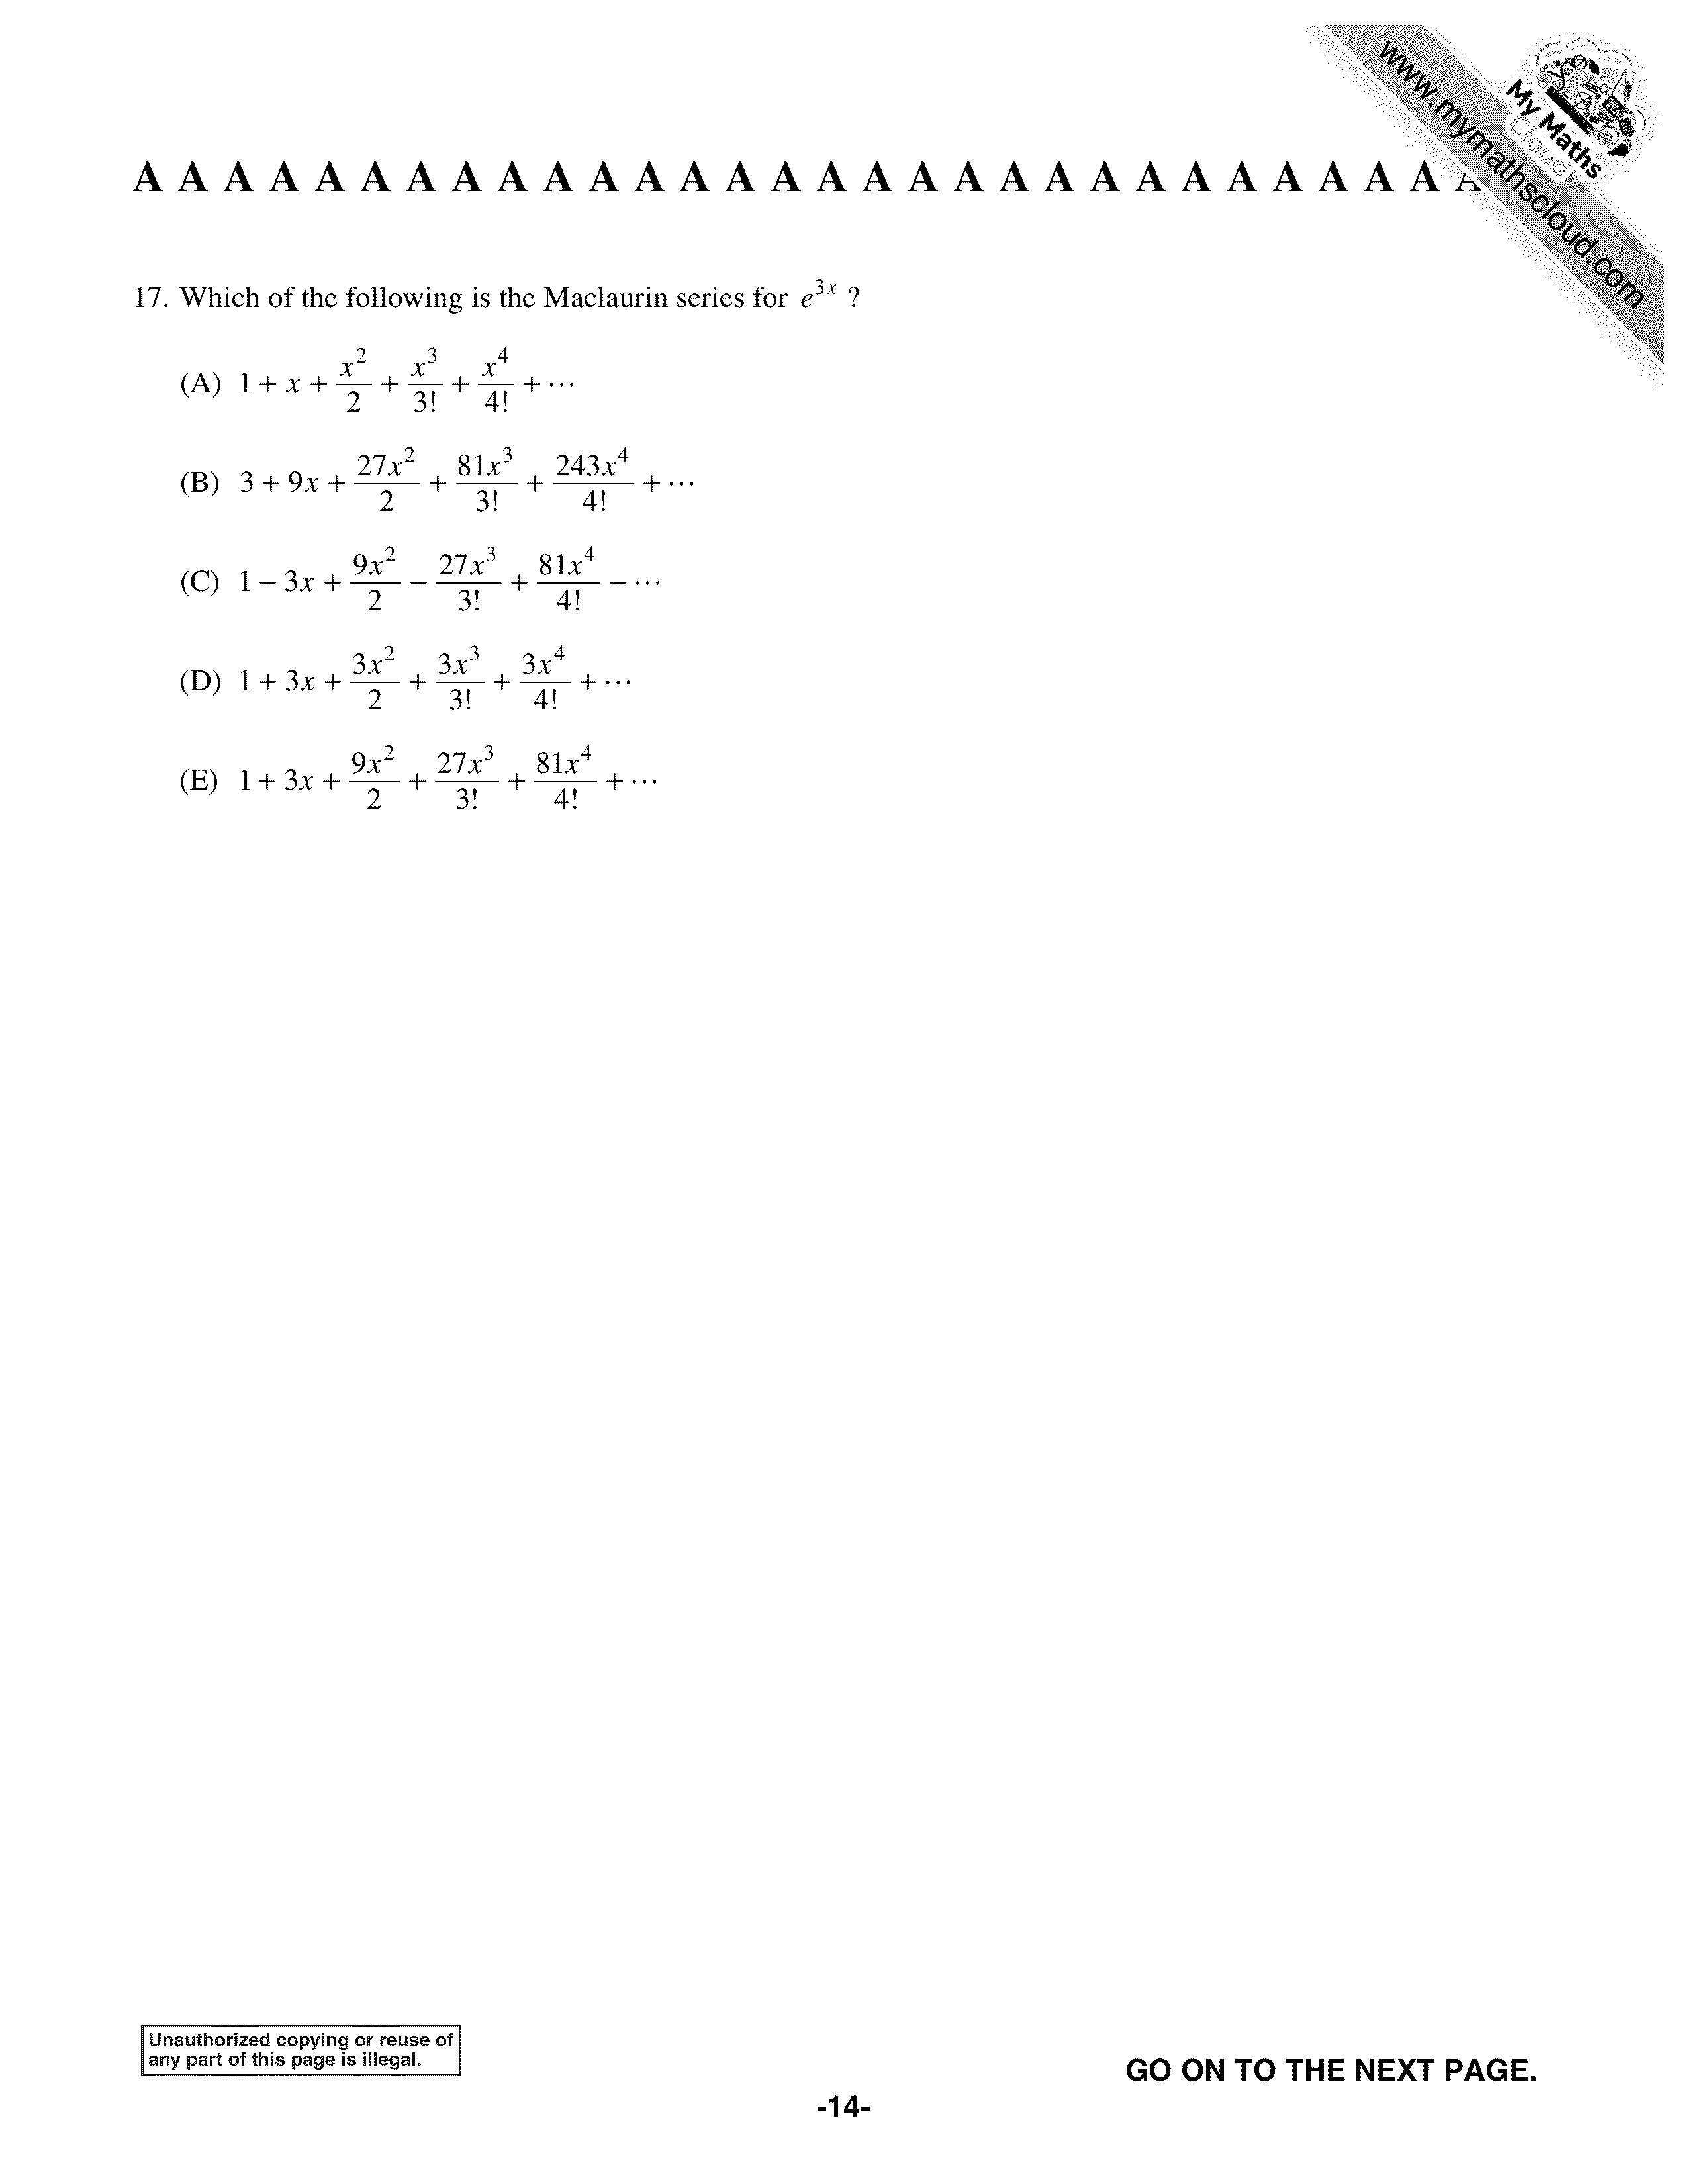 www.mymathscloud.com
My Maths
Cloud
A A A A A A A A A A A A A A A A A A A A A A A A A A A A A A
17. Which of the following is the Maclaurin series for e^{3x} ?
(A) 1 + x + \frac{x^2}{2} + \frac{x^3}{3!} + \frac{x^4}{4!} + ⋯
(B) 3 + 9x + \frac{27x^2}{2} + \frac{81x^3}{3!} + \frac{243x^4}{4!} + ⋯
(C) 1 − 3x + \frac{9x^2}{2} − \frac{27x^3}{3!} + \frac{81x^4}{4!} − ⋯
(D) 1 + 3x + \frac{3x^2}{2} + \frac{3x^3}{3!} + \frac{3x^4}{4!} + ⋯
(E) 1 + 3x + \frac{9x^2}{2} + \frac{27x^3}{3!} + \frac{81x^4}{4!} + ⋯
Unauthorized copying or reuse of
any part of this page is illegal.
GO ON TO THE NEXT PAGE.
-14-